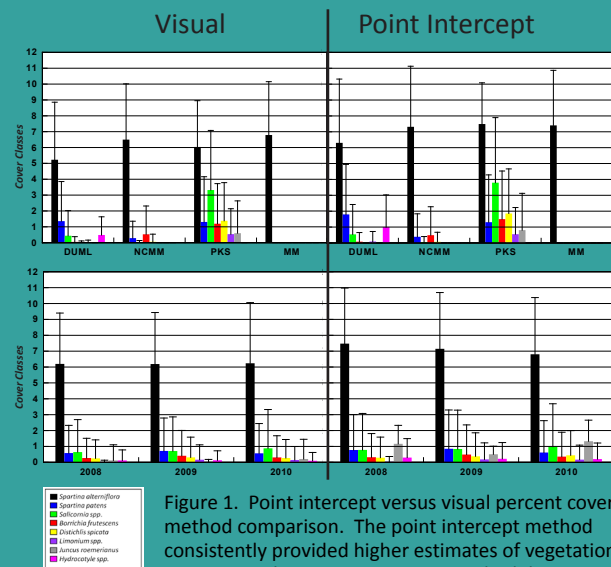 Visual Point Intercept
12
11
10
9
8
7
6
5
4
3
2
1
0
Cover Classes
DUML NCMM PKS MM DUML NCMM PKS MM
12
11
10
9
8
7
6
5
4
3
2
1
0
Cover Classes
2008 2009 2010 2008 2009 2010
Spartina alterniflora
Spartina patens
Salicornia spp.
Borrichia frutescens
Distichlis spicata
Limonium spp.
Juncus roemerianus
Hydrocotyle spp.
Figure 1. Point intercept versus visual percent cover
method comparison. The point intercept method
consistently provided higher estimates of vegetation